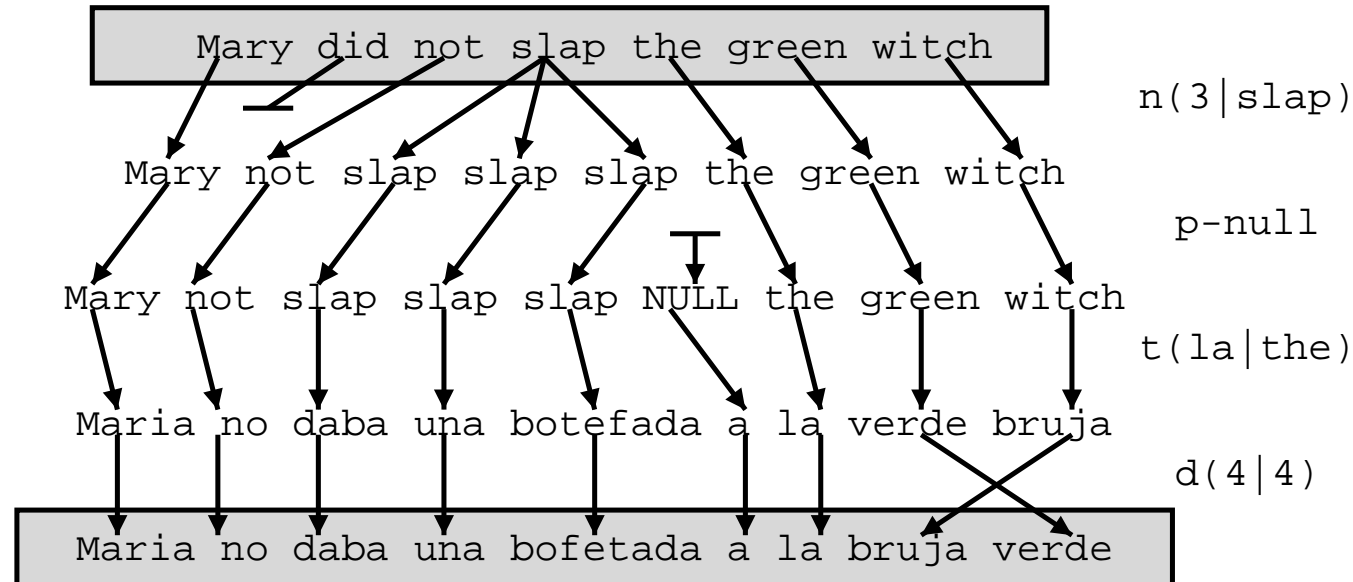 Mary did not slap the green witch
n(3|slap)
Mary not slap slap slap the green witch
p-null
Mary not slap slap slap NULL the green witch
t(la|the)
Maria no daba una botefada a la verde bruja
d(4|4)
Maria no daba una bofetada a la bruja verde